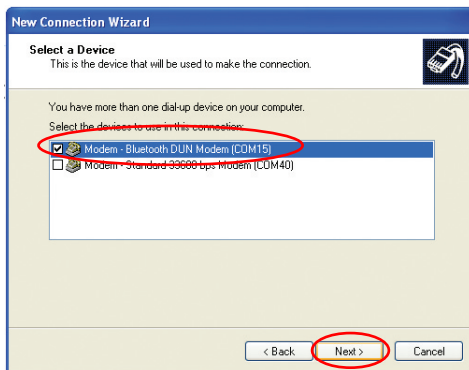 New Connection Wizard
Select a Device
This is the device that will be used to make the connection.
You have more than one dial-up device on your computer.
Select the devices to use in this connection:
Modem - Bluetooth DUN Modem (COM15)
Modem - Standard 33600 bps Modem (COM40)
< Back Next > Cancel